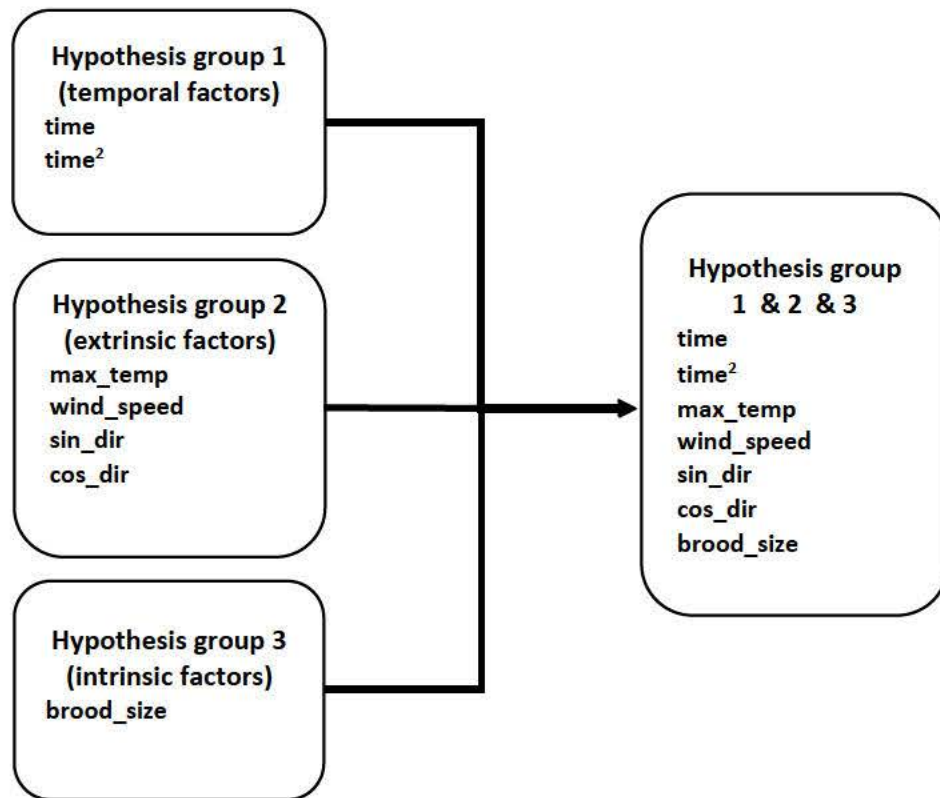 Hypothesis group 1
(temporal factors)
time
time²
Hypothesis group 2
(extrinsic factors)
max_temp
wind_speed
sin_dir
cos_dir
Hypothesis group 3
(intrinsic factors)
brood_size
Hypothesis group
1 & 2 & 3
time
time²
max_temp
wind_speed
sin_dir
cos_dir
brood_size